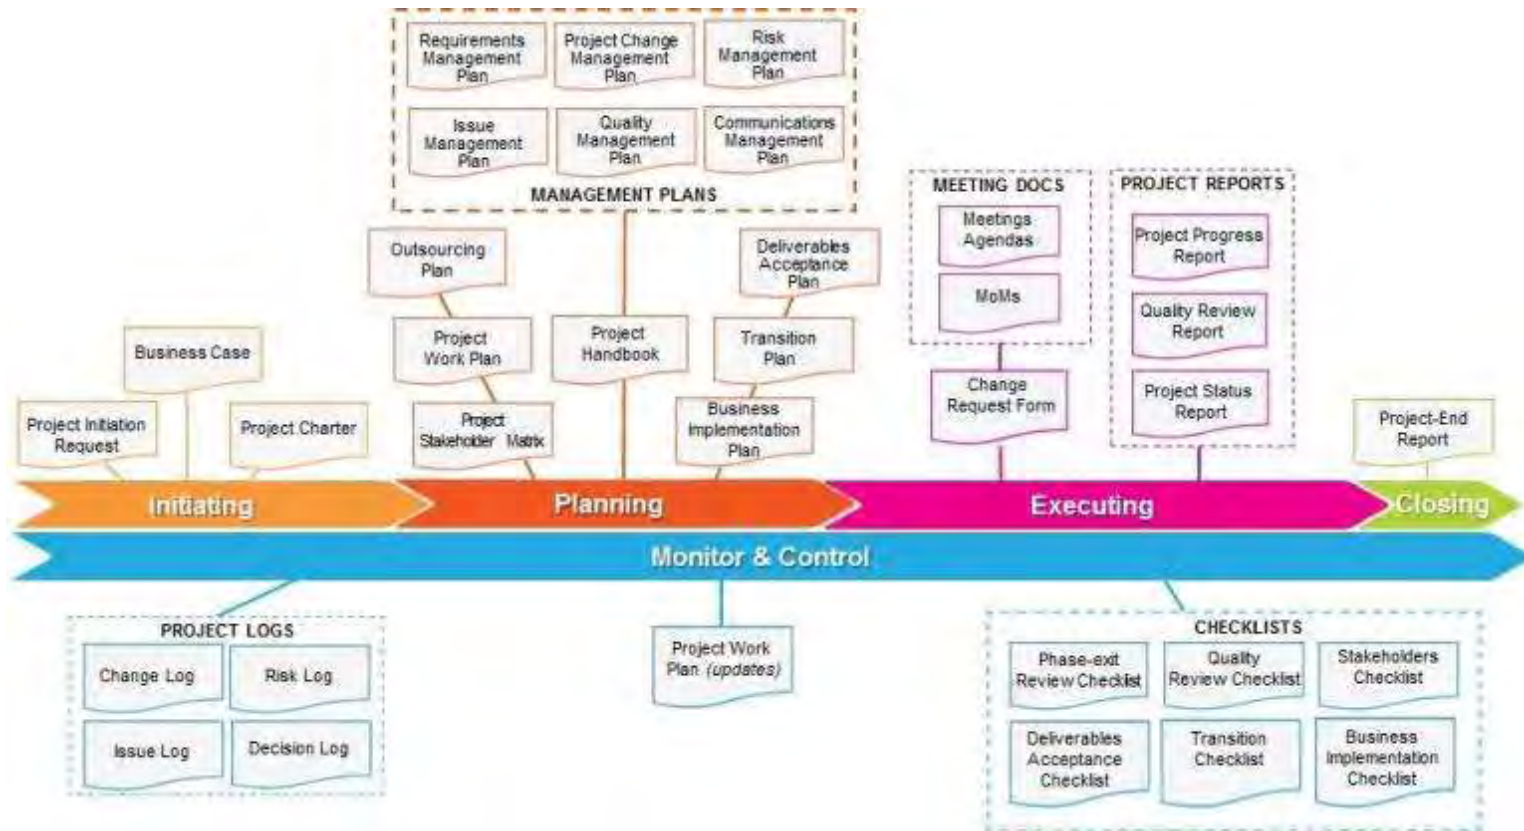 Requirements
Management
Plan
Project Change
Management
Plan
Risk
Management
Plan
Issue
Management
Plan
Quality
Management
Plan
Communications
Management
Plan
MANAGEMENT PLANS
Outsourcing
Plan
Deliverables
Acceptance
Plan
Project
Work Plan
Project
Handbook
Transition
Plan
Project
Stakeholder Matrix
Business
Implementation
Plan
MEETING DOCS
Meetings
Agendas
MoMs
Change
Request Form
PROJECT REPORTS
Project Progress
Report
Quality Review
Report
Project Status
Report
Business Case
Project Initiation
Request
Project Charter
Project-End
Report
Initiating
Planning
Executing
Closing
Monitor & Control
PROJECT LOGS
Change Log
Risk Log
Issue Log
Decision Log
Project Work
Plan (updates)
CHECKLISTS
Phase-exit
Review Checklist
Quality
Review Checklist
Stakeholders
Checklist
Deliverables
Acceptance
Checklist
Transition
Checklist
Business
Implementation
Checklist